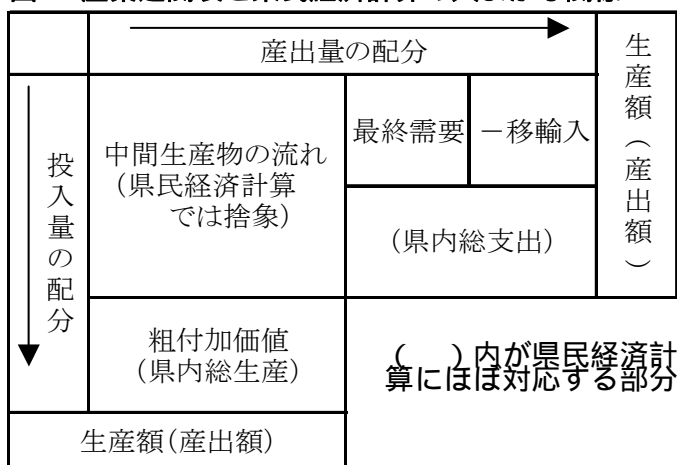 産出量の配分
生産額（産出額）
投入量の配分
中間生産物の流れ
（県民経済計算
では捨象）
最終需要
－移輸入
（県内総支出）
粗付加価値
（県内総生産）
（　）内が県民経済計
算にほぼ対応する部分
生産額（産出額）